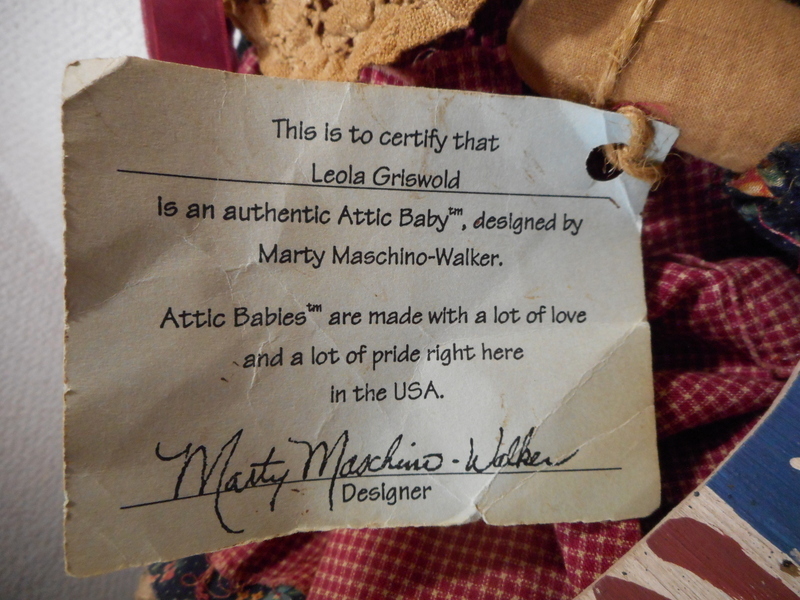 This is to certify that
Leola Griswold
is an authentic Attic Baby™, designed by
Marty Maschino-Walker.
Attic Babies™ are made with a lot of love
and a lot of pride right here
in the USA.
Marty Maschino-Walker
Designer